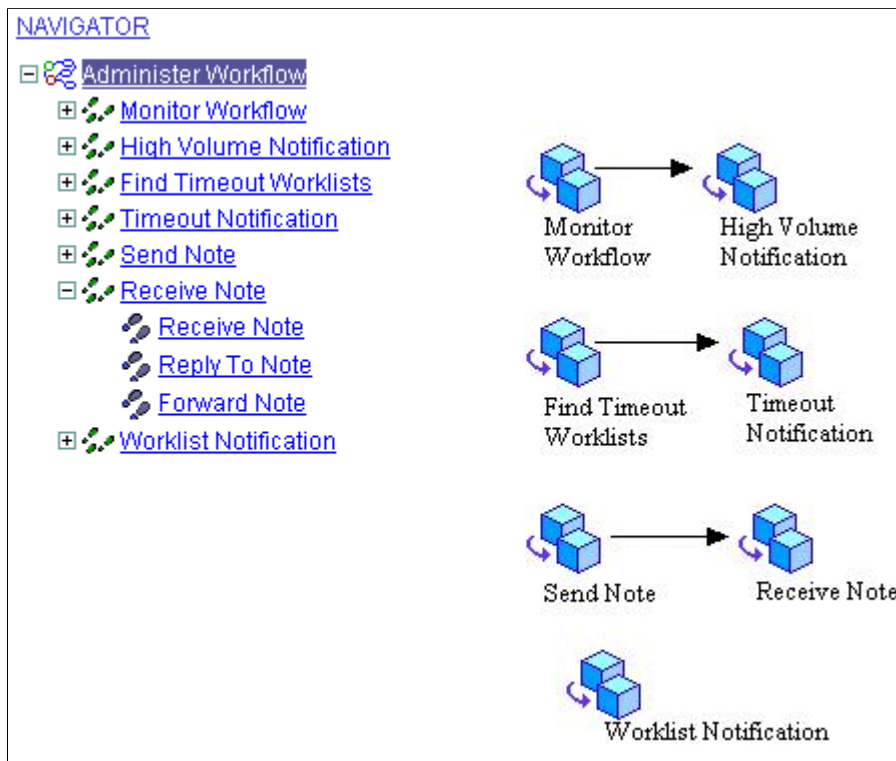 NAVIGATOR
Administer Workflow
Monitor Workflow
High Volume Notification
Find Timeout Worklists
Timeout Notification
Send Note
Receive Note
Receive Note
Reply To Note
Forward Note
Worklist Notification
Monitor
Workflow
High Volume
Notification
Find Timeout
Worklists
Timeout
Notification
Send Note
Receive Note
Worklist Notification